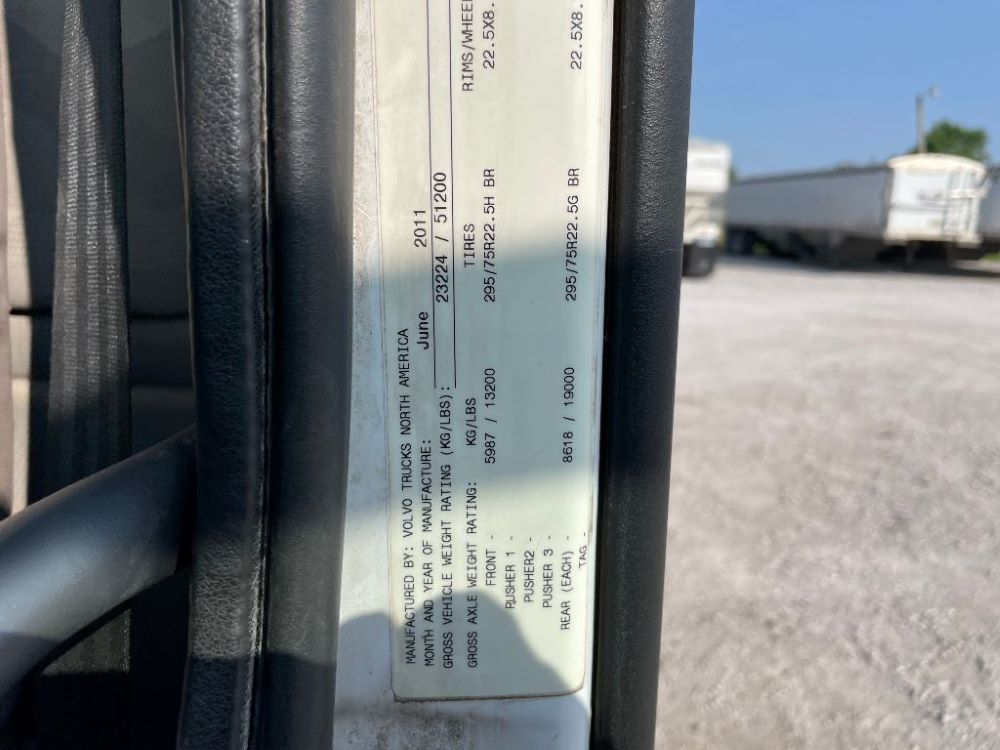 MANUFACTURED BY: VOLVO TRUCKS NORTH AMERICA
MONTH AND YEAR OF MANUFACTURE: June 2011
GROSS VEHICLE WEIGHT RATING (KG/LBS): 23224 / 51200
GROSS AXLE WEIGHT RATING: KG/LBS TIRES RIMS/WHEEL
FRONT - 5987 / 13200 295/75R22.5H BR 22.5X8.
PUSHER 1 -
PUSHER2 -
PUSHER 3 -
REAR (EACH) - 8618 / 19000 295/75R22.5G BR 22.5X8.
TAG -